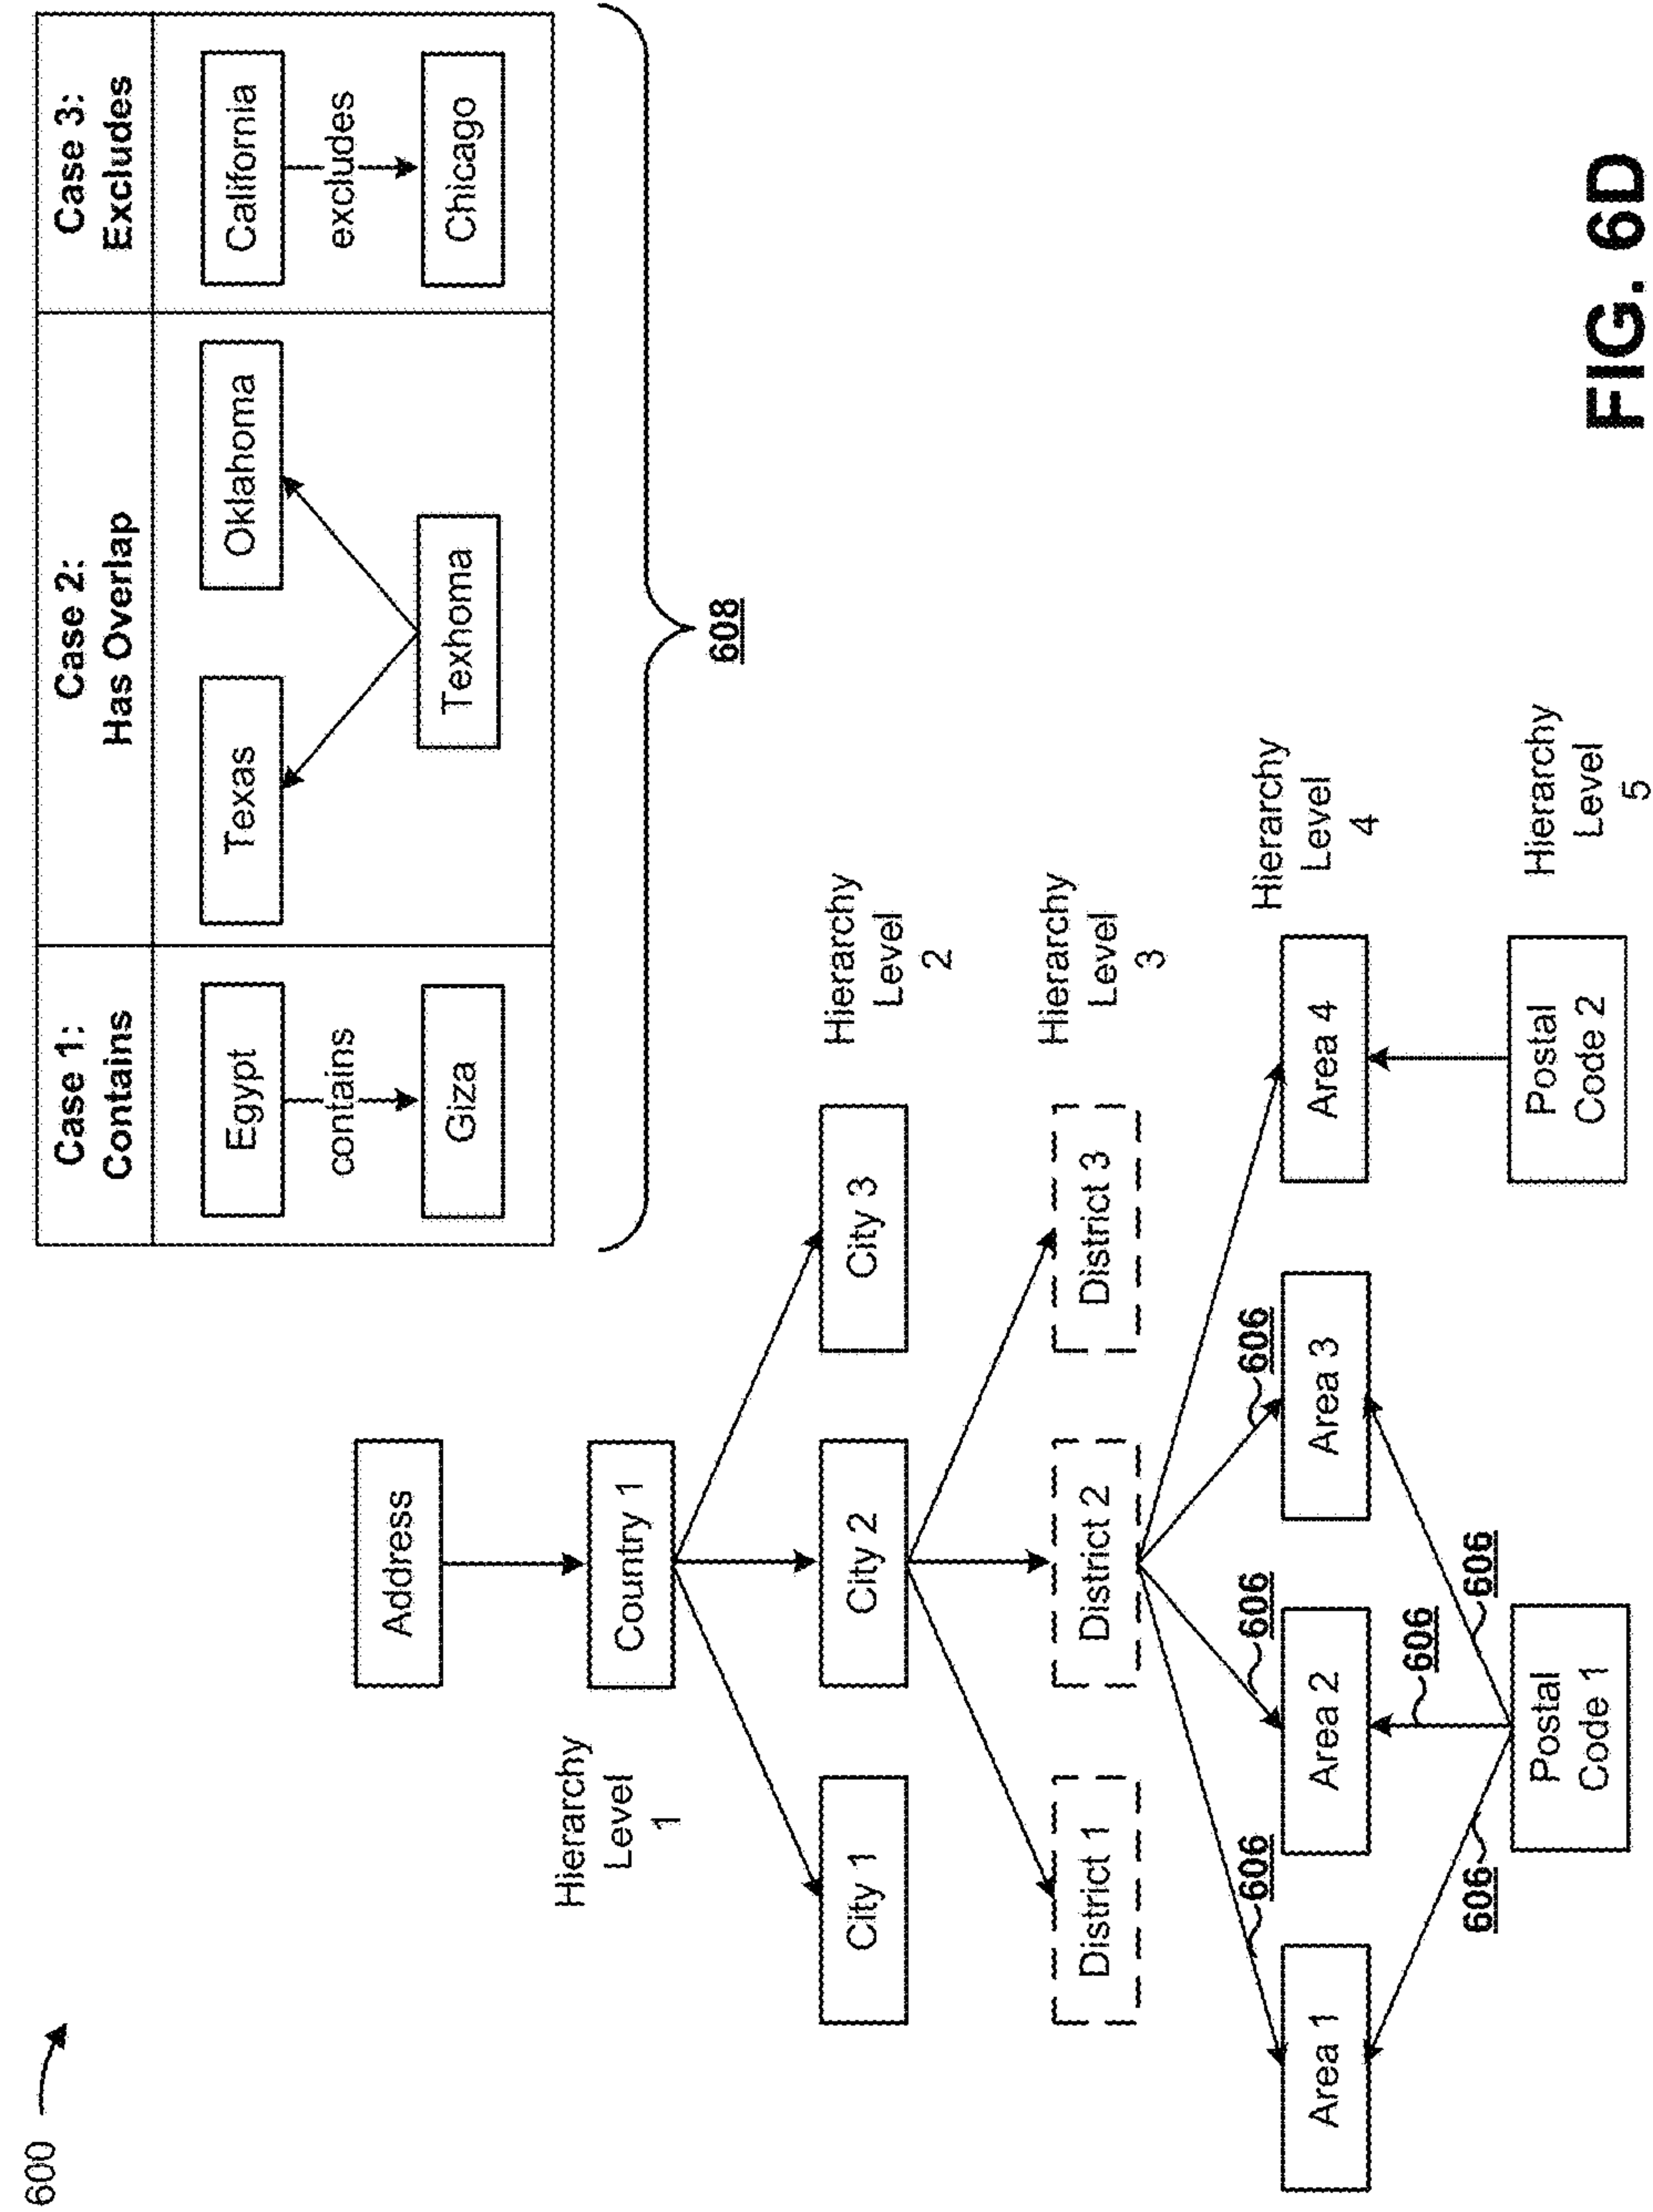 600
Case 1:
Contains
Case 2:
Has Overlap
Case 3:
Excludes
Egypt
contains
Giza
Texas
Oklahoma
Texhoma
California
excludes
Chicago
608
Address
Hierarchy
Level
1
Country 1
City 1
City 2
City 3
Hierarchy
Level
2
District 1
District 2
District 3
Hierarchy
Level
3
606
606
606
Area 1
Area 2
Area 3
Area 4
Hierarchy
Level
4
606
606
606
Postal
Code 1
Postal
Code 2
Hierarchy
Level
5
FIG. 6D